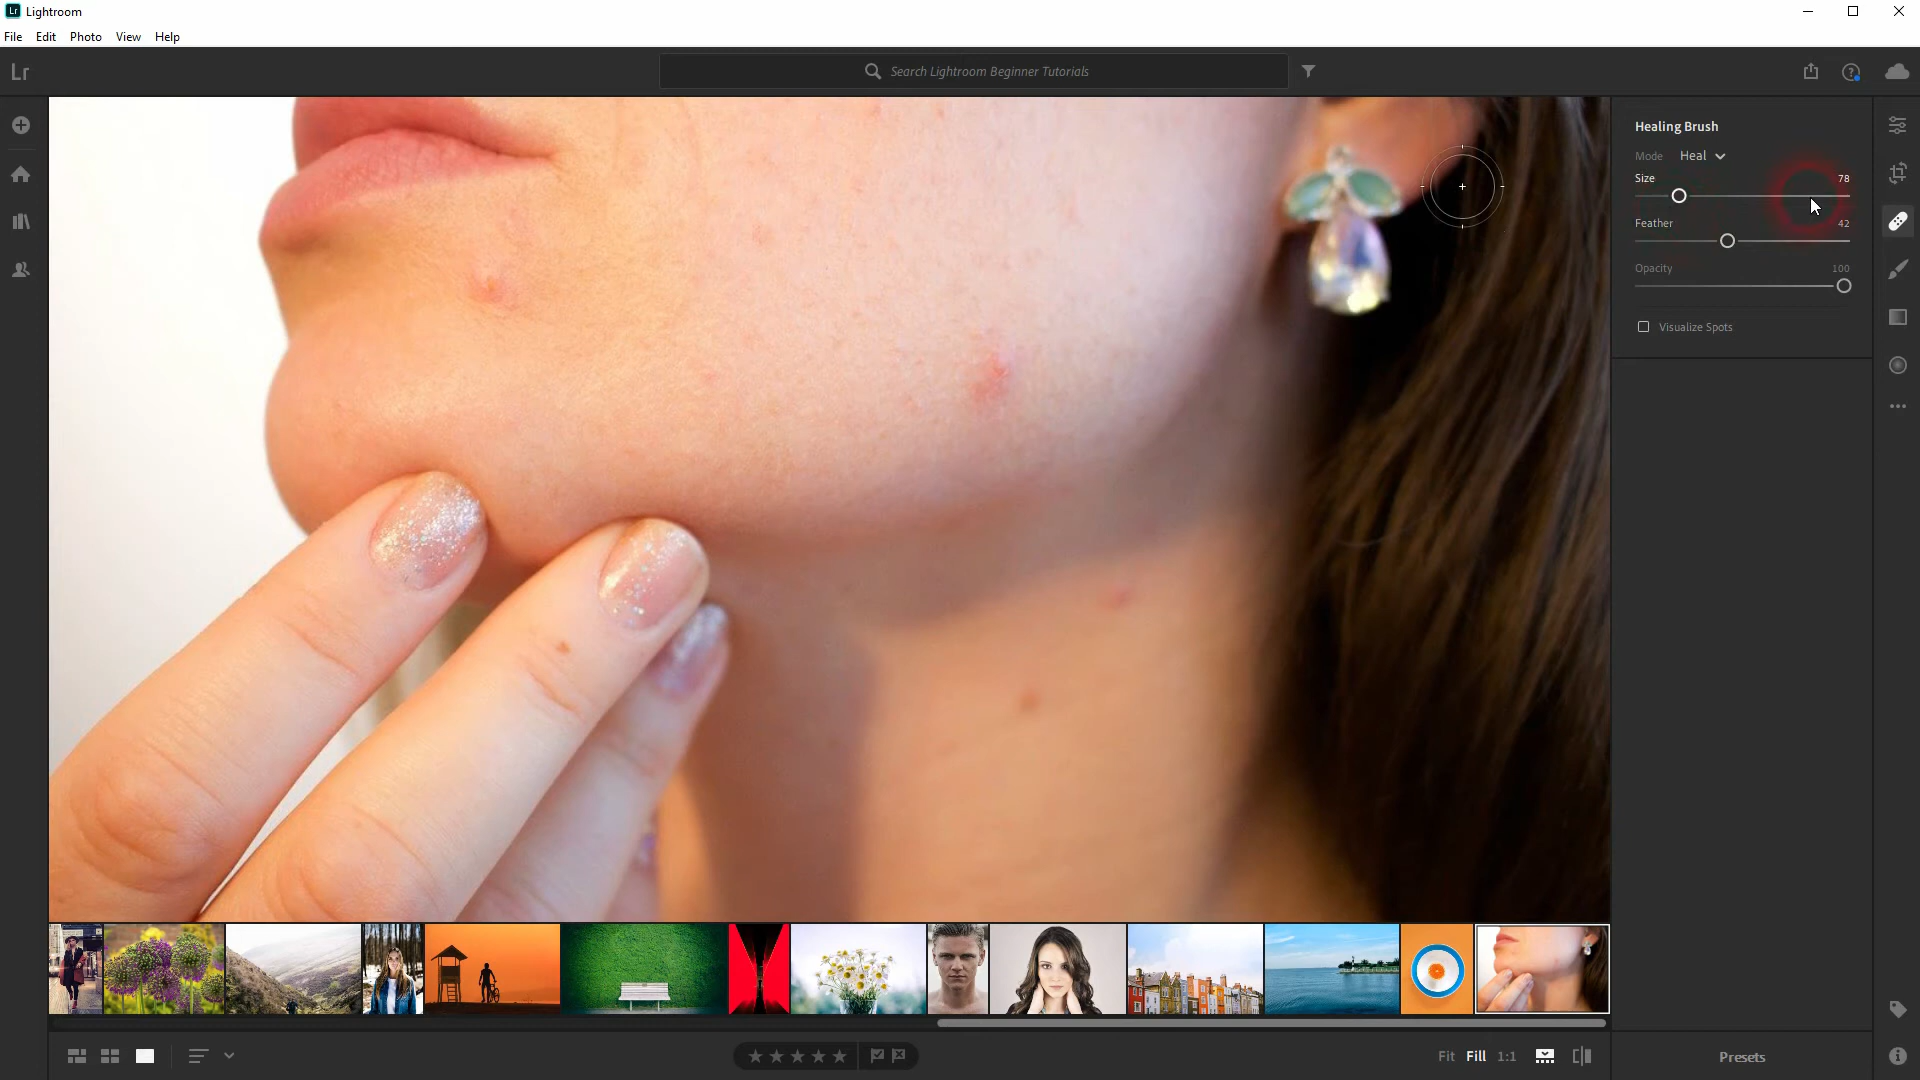 Lr Lightroom
File Edit Photo View Help
Lr
Search Lightroom Beginner Tutorials
Healing Brush
Mode Heal
Size 78
Feather 42
Opacity 100
Visualize Spots
Fit Fill 1:1
Presets